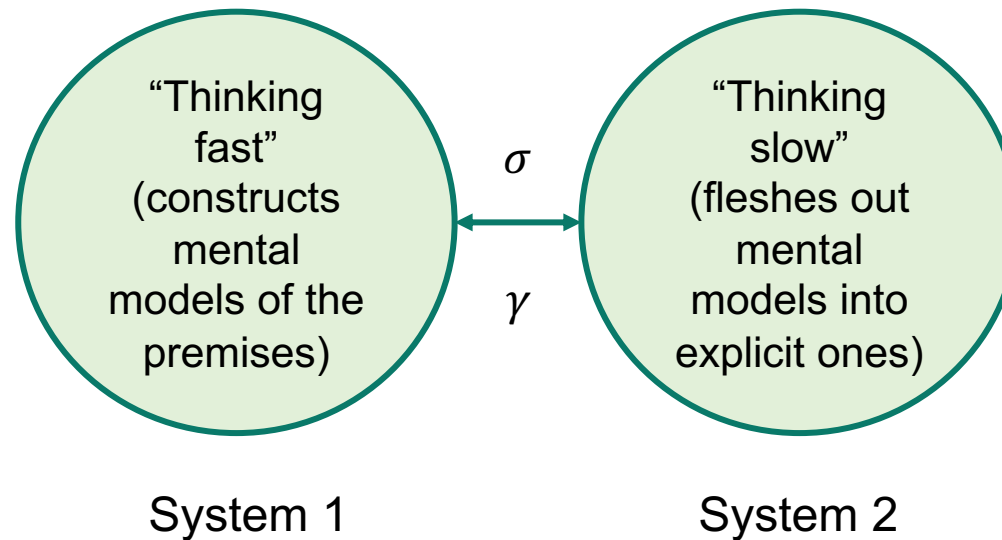 “Thinking
fast”
(constructs
mental
models of the
premises)
σ
γ
“Thinking
slow”
(fleshes out
mental
models into
explicit ones)
System 1
System 2